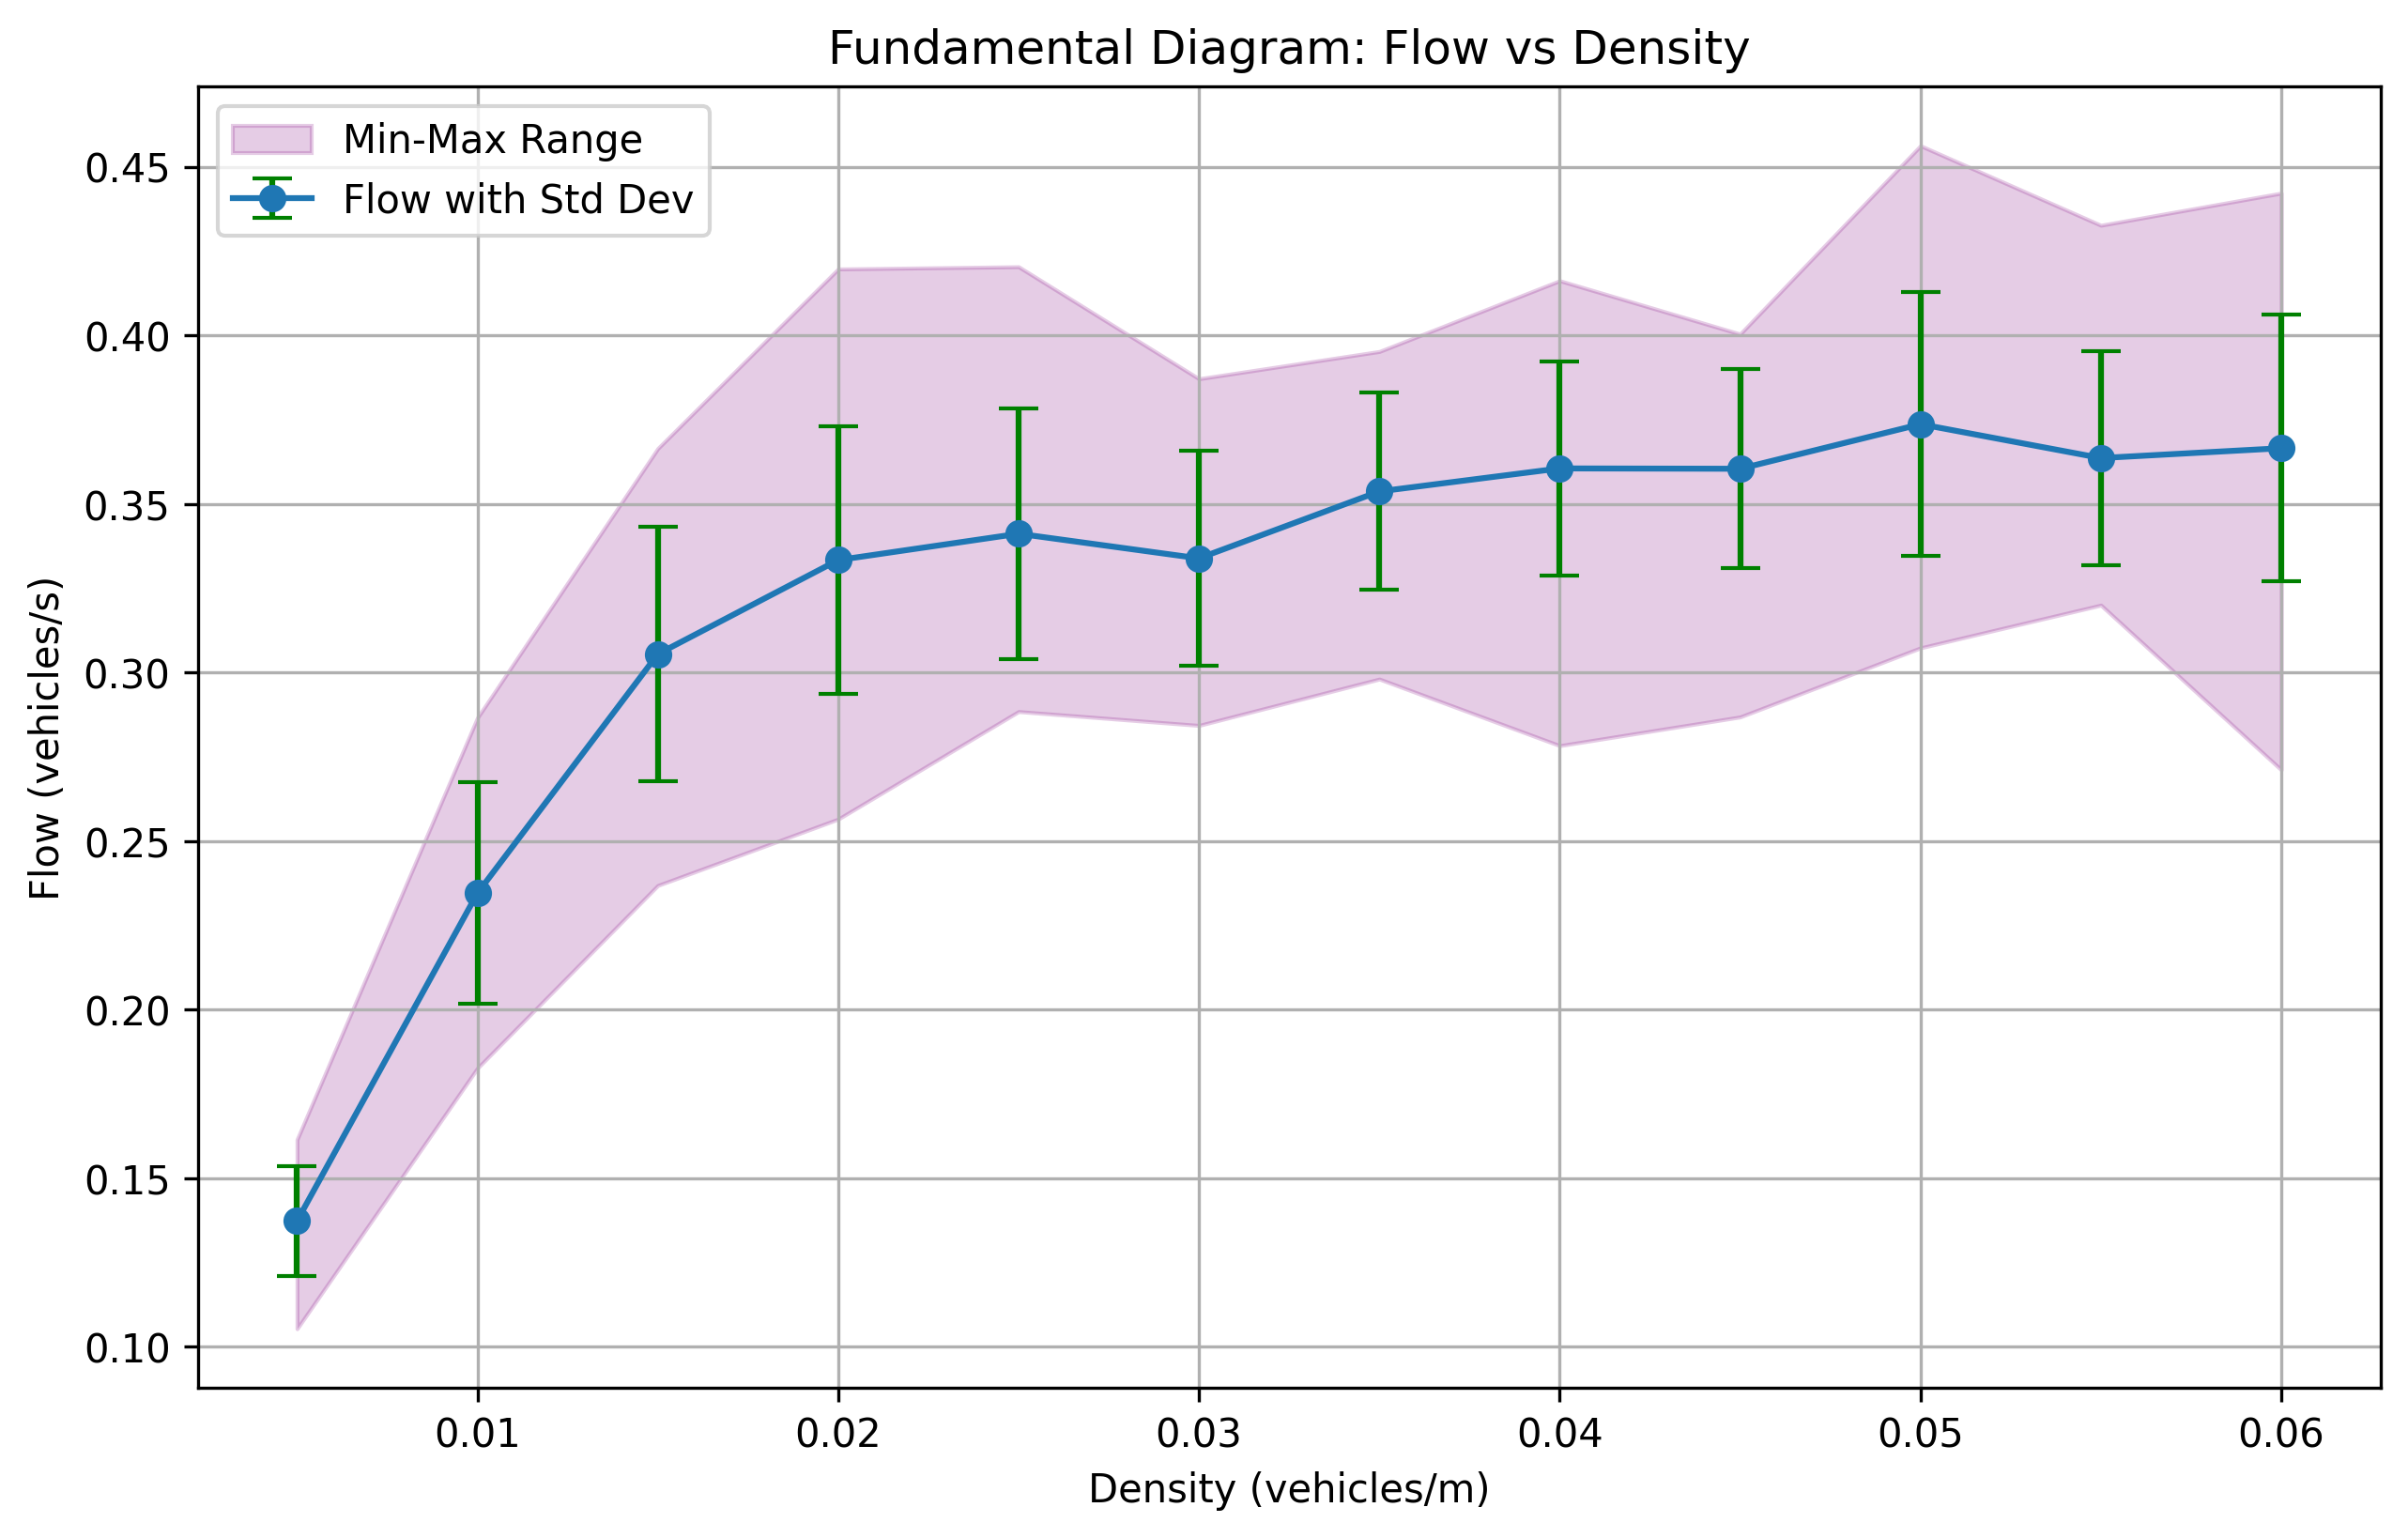 Fundamental Diagram: Flow vs Density
Min-Max Range
Flow with Std Dev
Flow (vehicles/s)
0.45
0.40
0.35
0.30
0.25
0.20
0.15
0.10
0.01 0.02 0.03 0.04 0.05 0.06
Density (vehicles/m)